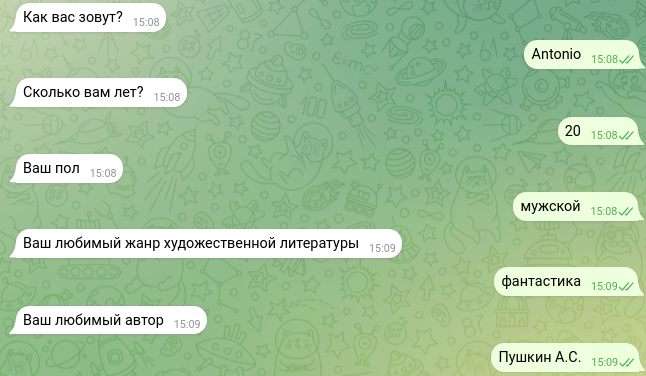 Как вас зовут? 15:08
Antonio 15:08
Сколько вам лет? 15:08
20 15:08
Ваш пол 15:08
мужской 15:08
Ваш любимый жанр художественной литературы 15:09
фантастика 15:09
Ваш любимый автор 15:09
Пушкин А.С. 15:09